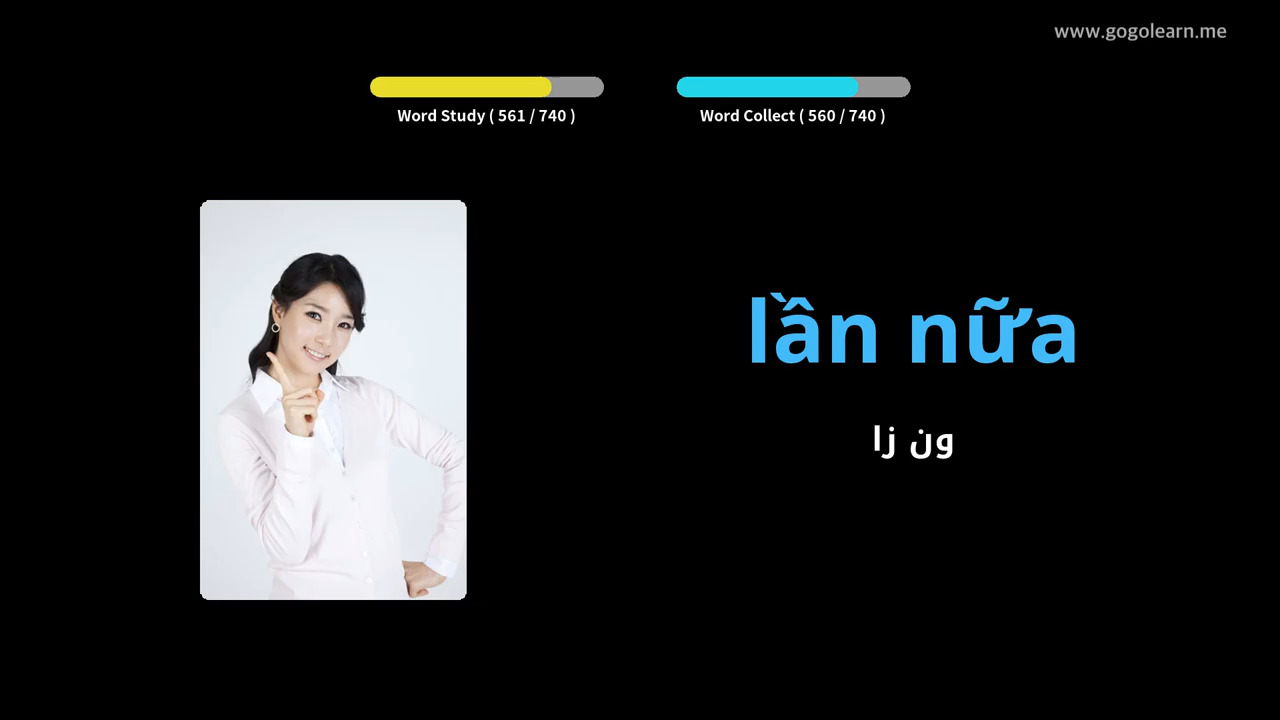 www.gogolearn.me
Word Study ( 561 / 740 )
Word Collect ( 560 / 740 )
lần nữa
ون زا